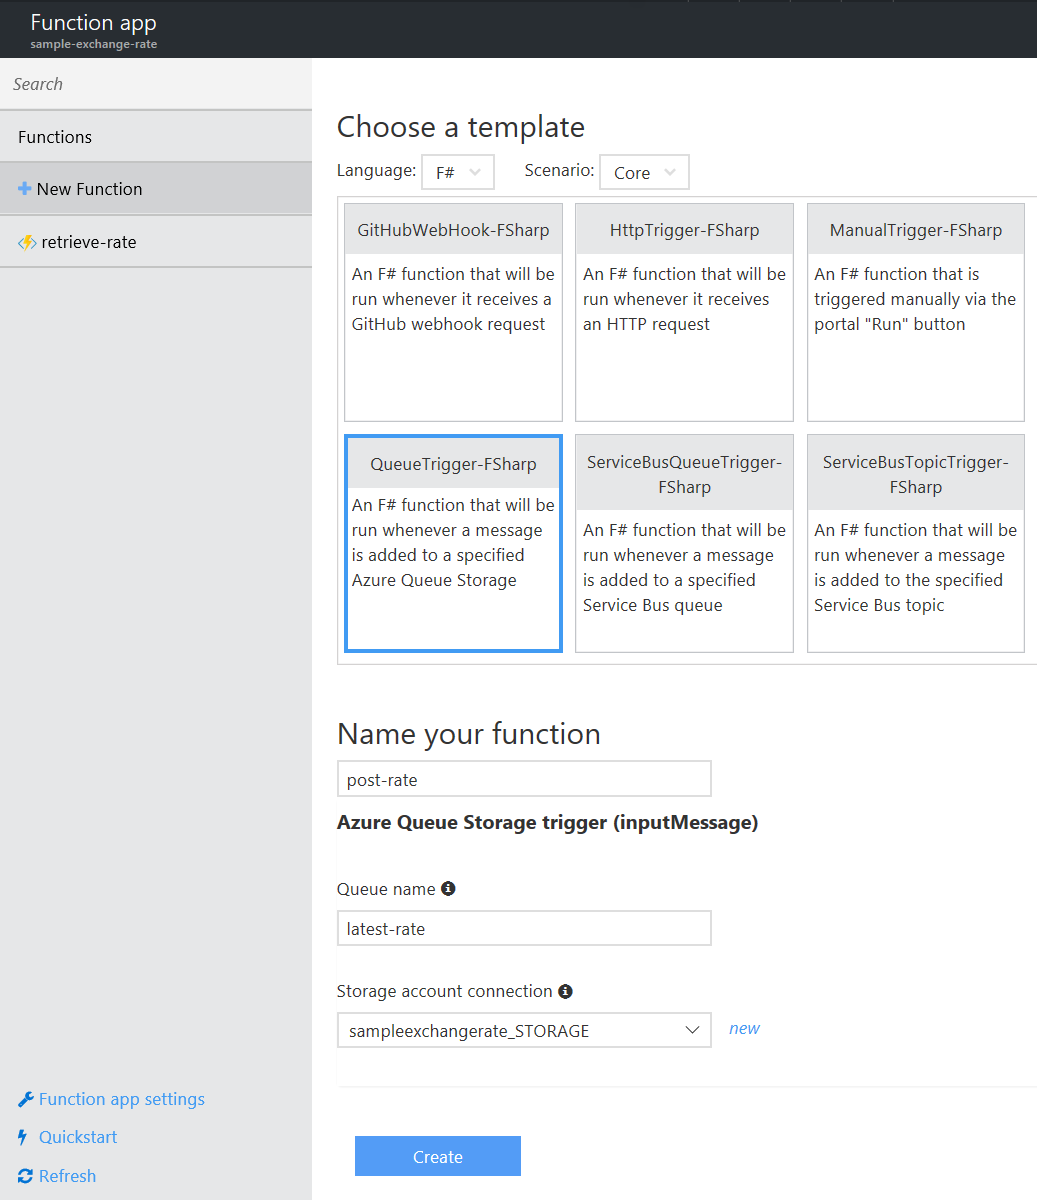 Function app
sample-exchange-rate
Search
Functions
New Function
retrieve-rate
Function app settings
Quickstart
Refresh
Choose a template
Language: F# Scenario: Core
GitHubWebHook-FSharp
An F# function that will be
run whenever it receives a
GitHub webhook request
HttpTrigger-FSharp
An F# function that will be
run whenever it receives
an HTTP request
ManualTrigger-FSharp
An F# function that is
triggered manually via the
portal "Run" button
QueueTrigger-FSharp
An F# function that will be
run whenever a message
is added to a specified
Azure Queue Storage
ServiceBusQueueTrigger-
FSharp
An F# function that will be
run whenever a message
is added to a specified
Service Bus queue
ServiceBusTopicTrigger-
FSharp
An F# function that will be
run whenever a message
is added to the specified
Service Bus topic
Name your function
post-rate
Azure Queue Storage trigger (inputMessage)
Queue name
latest-rate
Storage account connection
sampleexchangerate_STORAGE new
Create